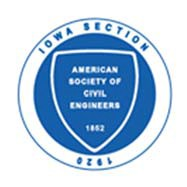 IOWA SECTION
AMERICAN
SOCIETY OF
CIVIL
ENGINEERS
1852
1920